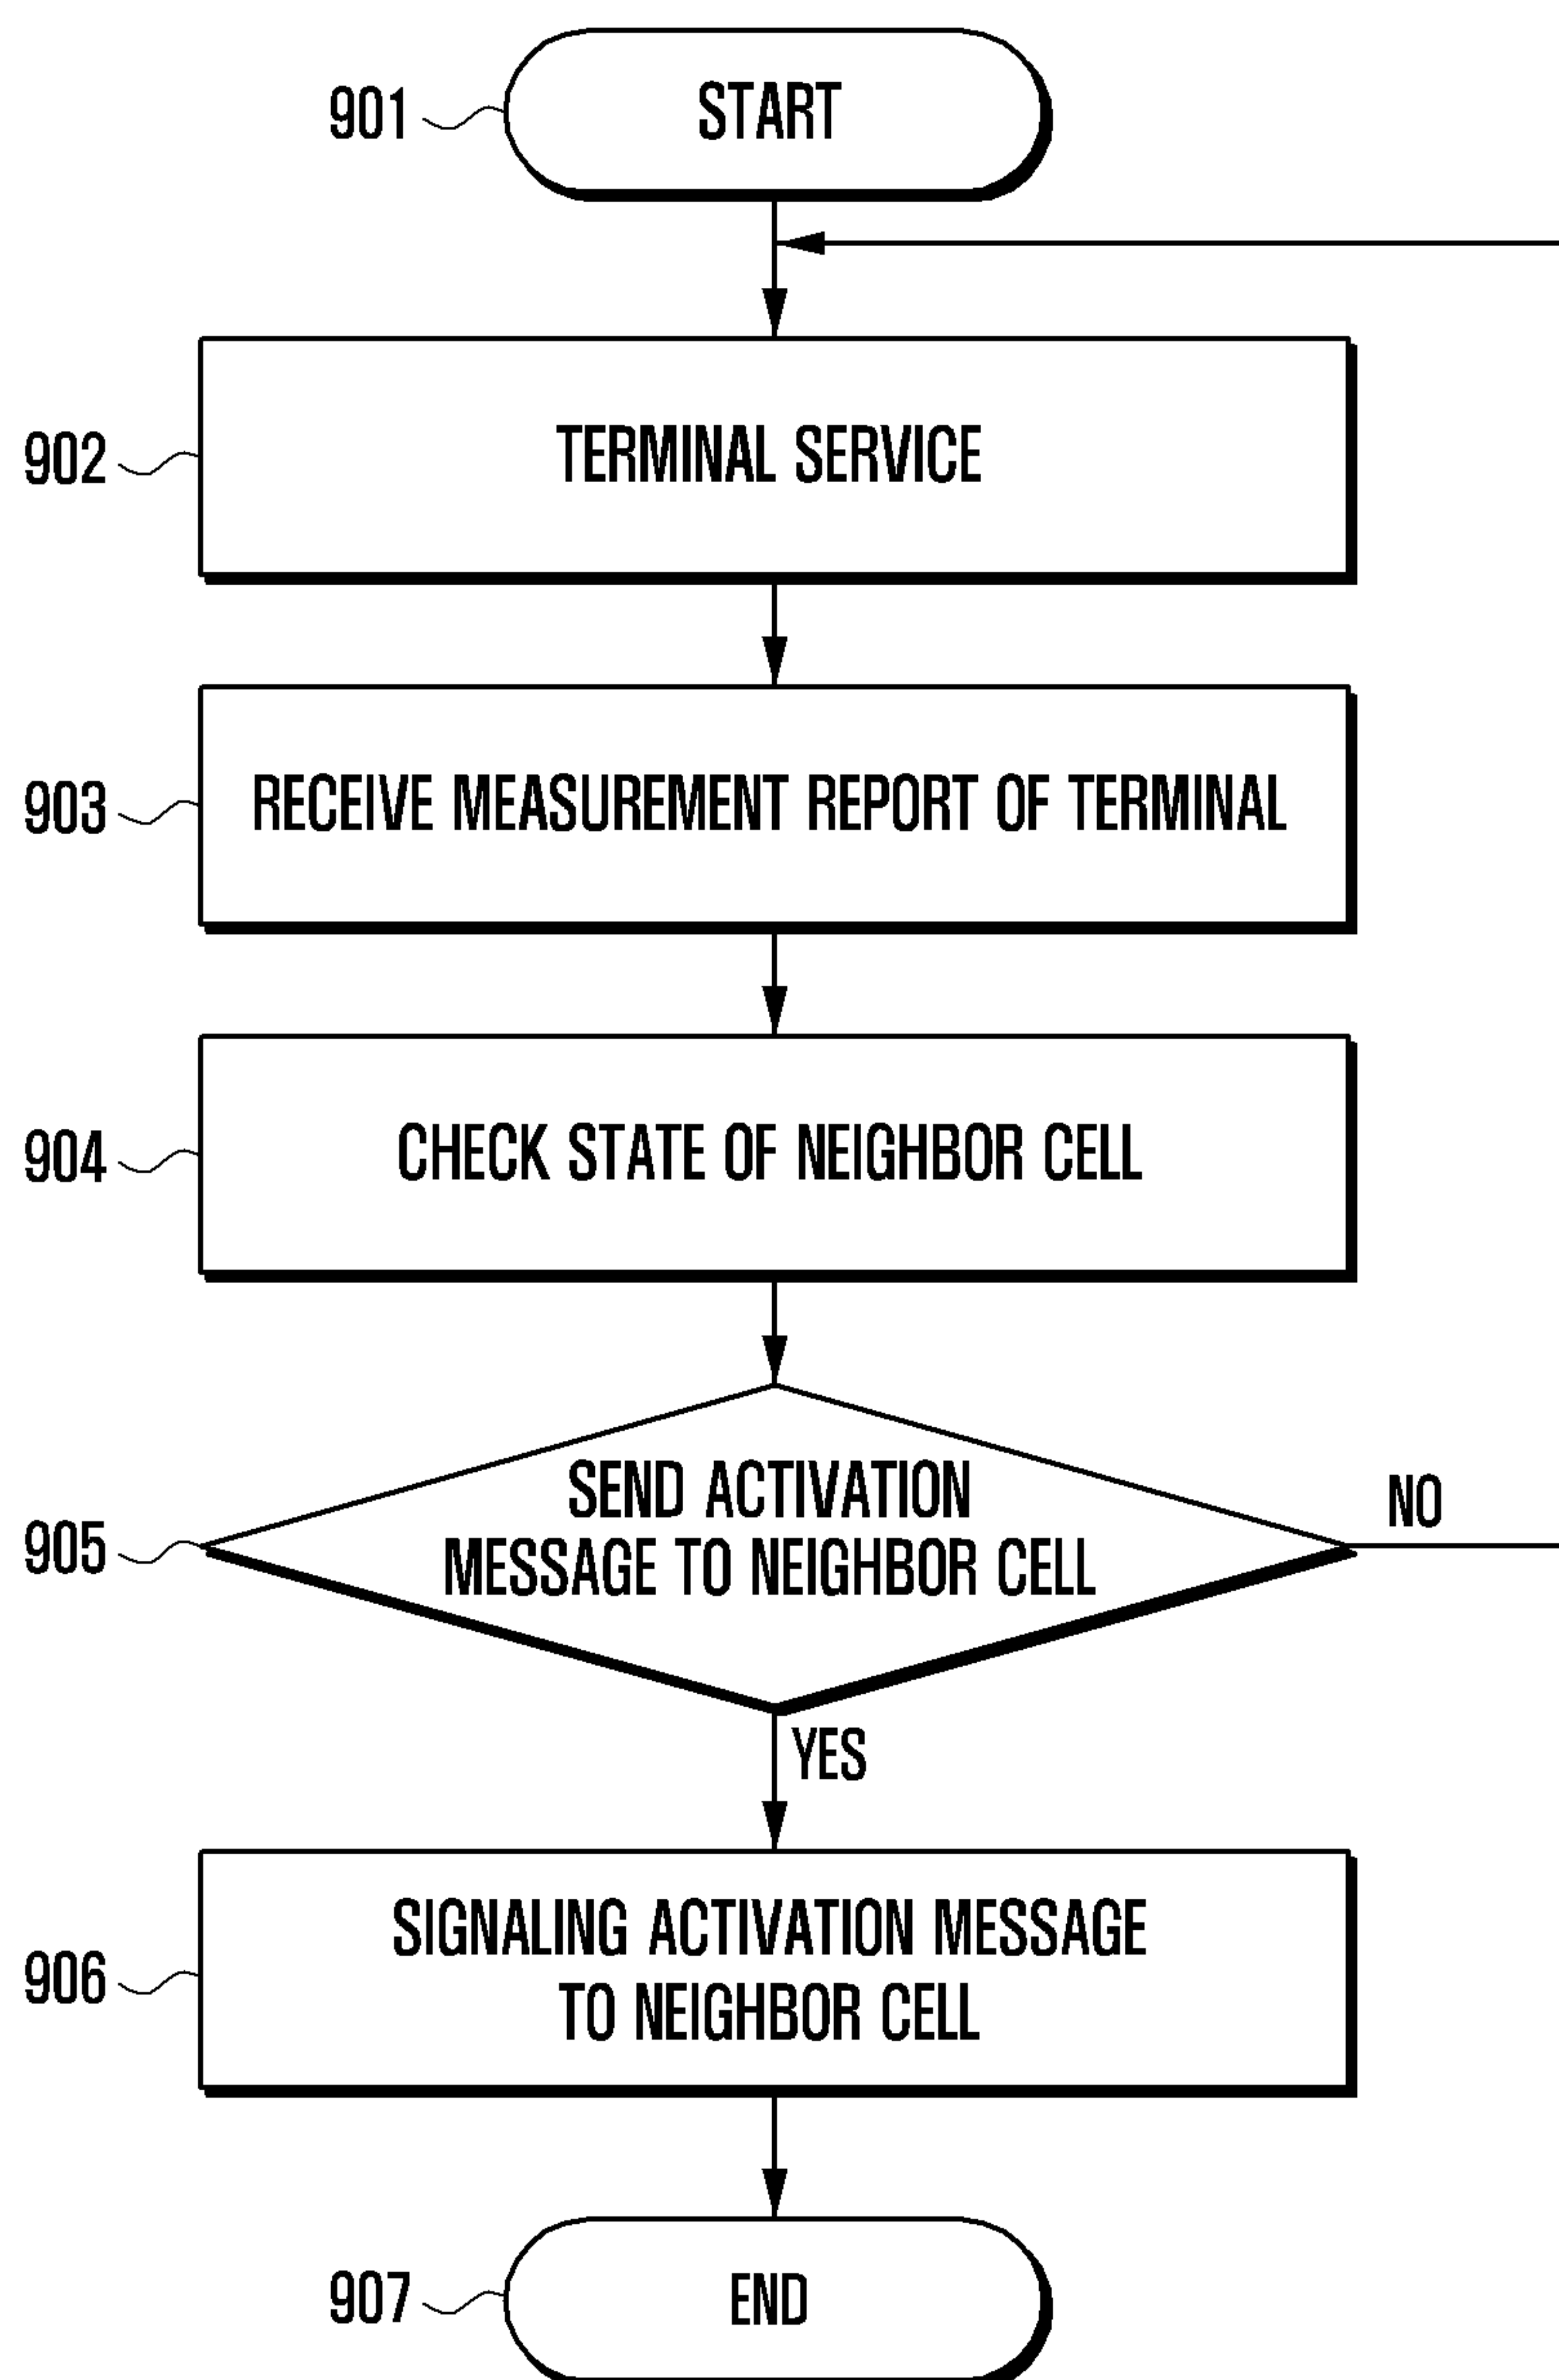 901
START
902
TERMINAL SERVICE
903
RECEIVE MEASUREMENT REPORT OF TERMINAL
904
CHECK STATE OF NEIGHBOR CELL
905
SEND ACTIVATION
MESSAGE TO NEIGHBOR CELL
NO
YES
906
SIGNALING ACTIVATION MESSAGE
TO NEIGHBOR CELL
907
END